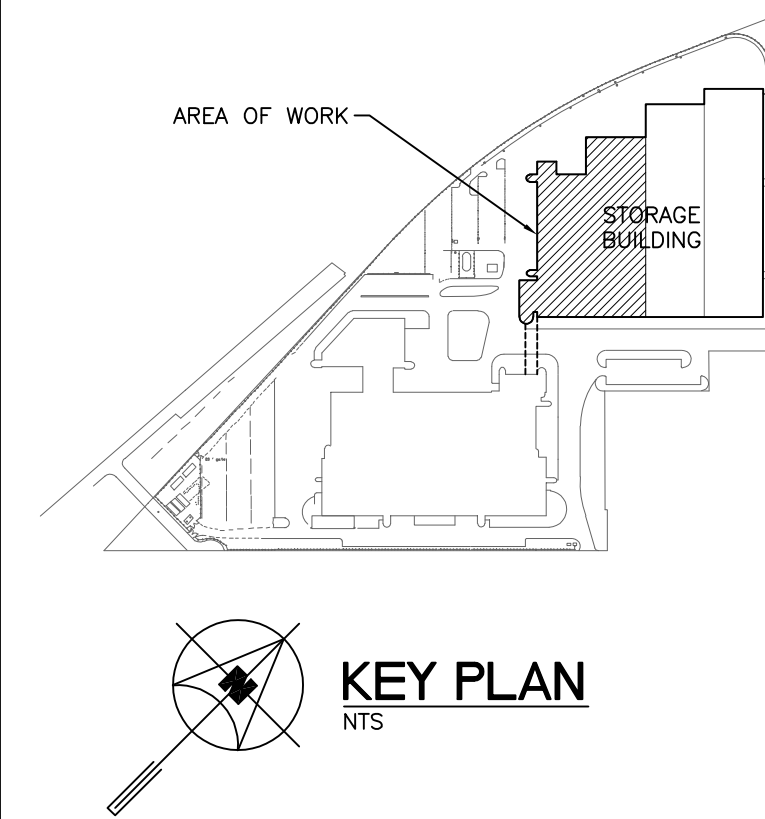 AREA OF WORK
STORAGE
BUILDING
N
KEY PLAN
NTS